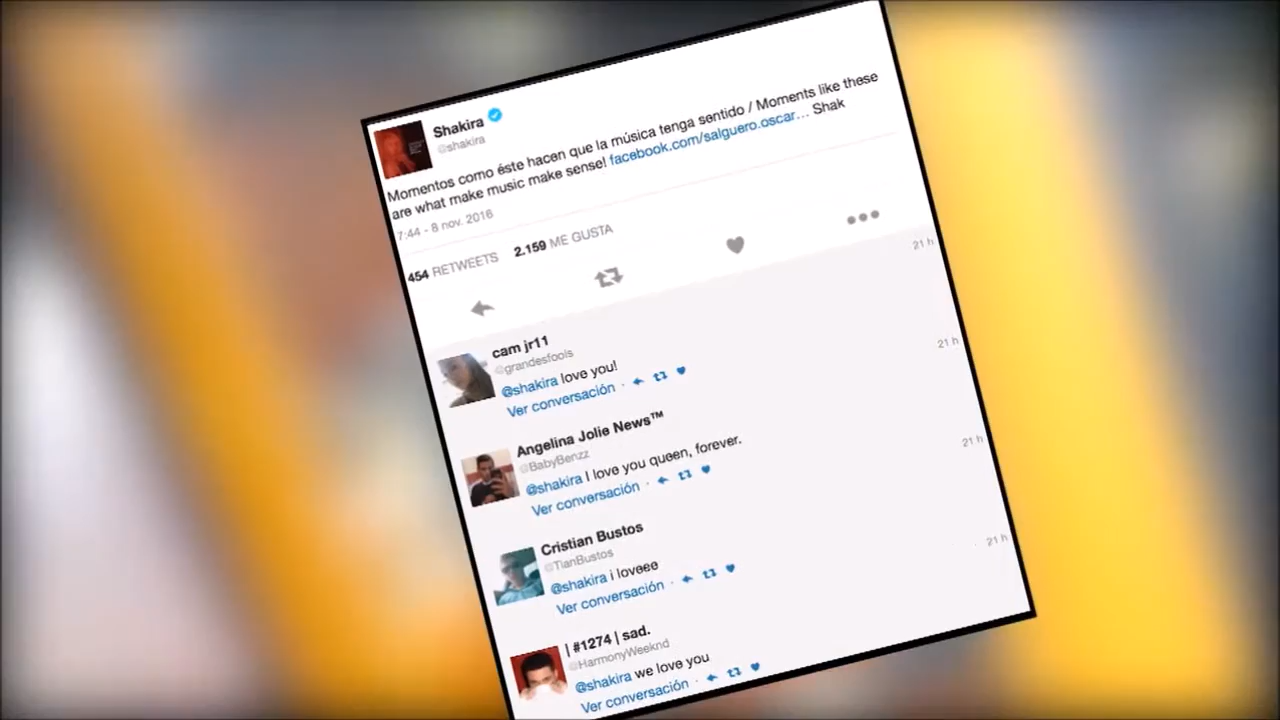 Shakira
@shakira
Momentos como éste hacen que la música tenga sentido / Moments like these
are what make music make sense! facebook.com/salguero.oscar… Shak
7:44 - 8 nov. 2016
454 RETWEETS 2.159 ME GUSTA
21 h
cam jr11
@grandesfools
@shakira love you!
Ver conversación ·
21 h
Angelina Jolie News™
@BabyBenzz
@shakira I love you queen, forever.
Ver conversación ·
21 h
Cristian Bustos
@TianBustos
@shakira i loveee
Ver conversación ·
21 h
| #1274 | sad.
@HarmonyWeeknd
@shakira we love you
Ver conversación ·